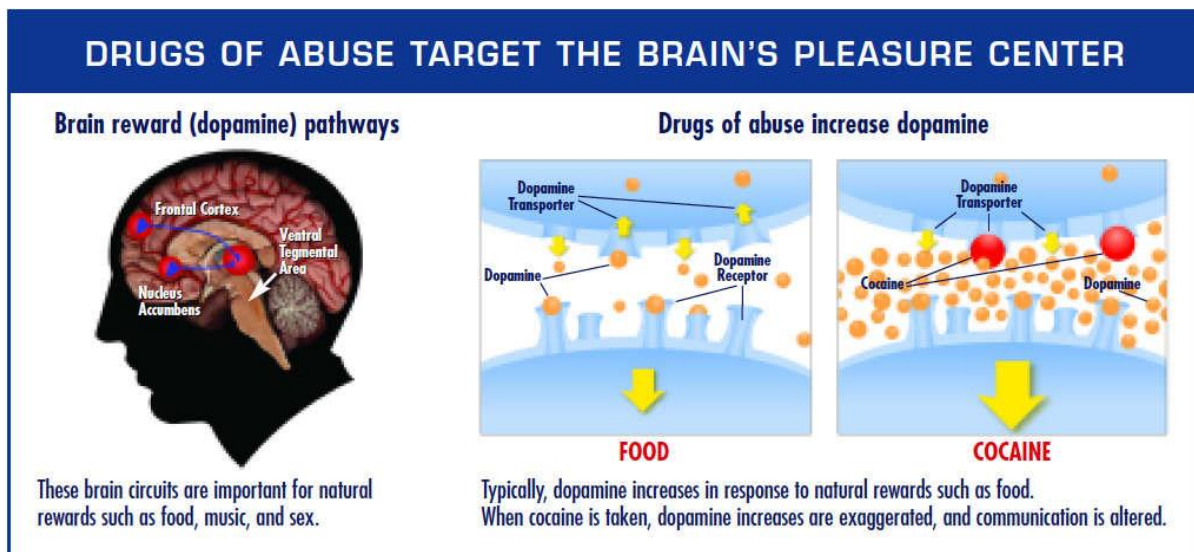 DRUGS OF ABUSE TARGET THE BRAIN'S PLEASURE CENTER
Brain reward (dopamine) pathways
Frontal Cortex
Ventral
Tegmental
Area
Nucleus
Accumbens
These brain circuits are important for natural
rewards such as food, music, and sex.
Drugs of abuse increase dopamine
Dopamine
Transporter
Dopamine
Dopamine
Receptor
FOOD
Dopamine
Transporter
Cocaine
Dopamine
COCAINE
Typically, dopamine increases in response to natural rewards such as food.
When cocaine is taken, dopamine increases are exaggerated, and communication is altered.